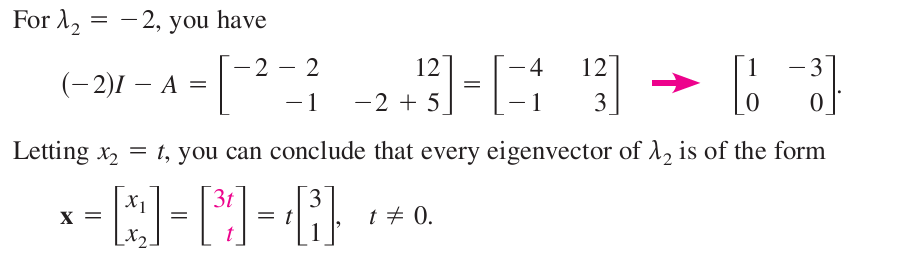 For λ₂ = −2, you have
(−2)I − A = [−2 − 2 12; −1 −2 + 5] = [−4 12; −1 3] → [1 −3; 0 0].
Letting x₂ = t, you can conclude that every eigenvector of λ₂ is of the form
x = [x₁; x₂] = [3t; t] = t[3; 1], t ≠ 0.